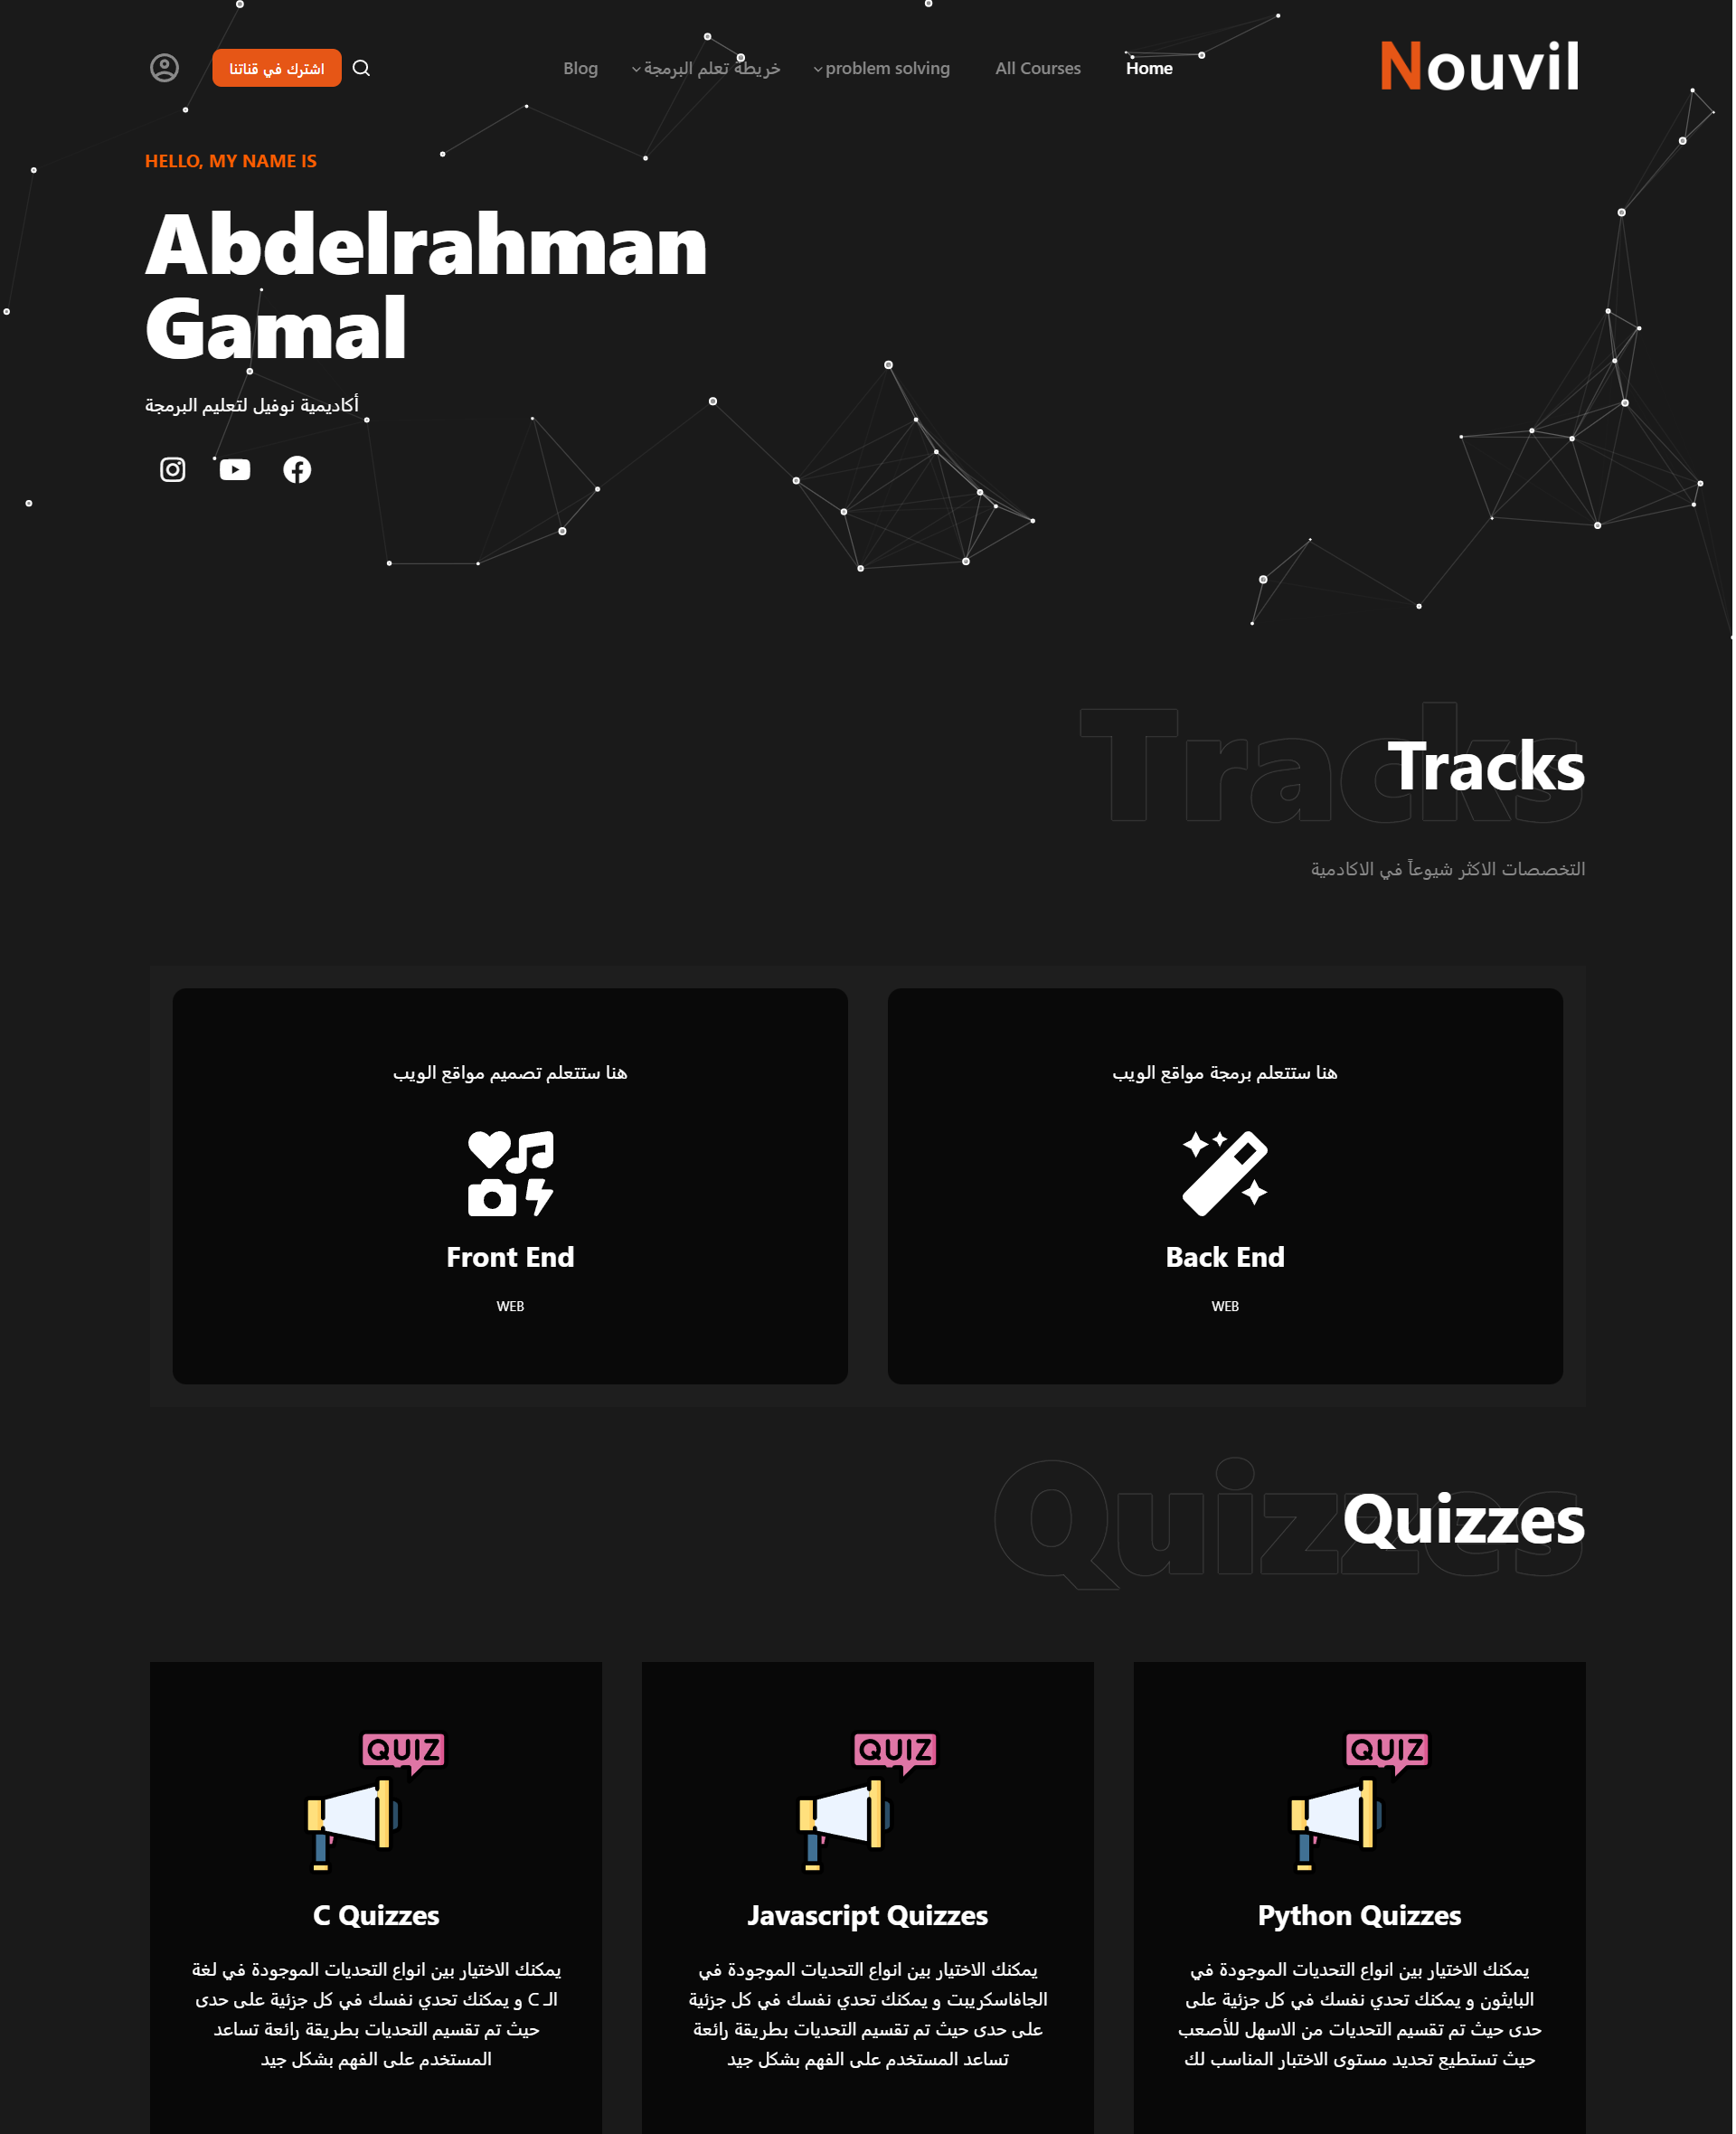 Nouvil
Home
All Courses
problem solving
خريطة تعلم البرمجة
Blog
اشترك في قناتنا
HELLO, MY NAME IS
Abdelrahman
Gamal
أكاديمية نوفيل لتعليم البرمجة
Tracks
Tracks
التخصصات الاكثر شيوعاً في الاكادمية
هنا ستتعلم برمجة مواقع الويب
Back End
WEB
هنا ستتعلم تصميم مواقع الويب
Front End
WEB
Quizzes
Quizzes
QUIZ
Python Quizzes
يمكنك الاختيار بين انواع التحديات الموجودة في
البايثون و يمكنك تحدي نفسك في كل جزئية على
حدى حيث تم تقسيم التحديات من الاسهل للأصعب
حيث تستطيع تحديد مستوى الاختبار المناسب لك
QUIZ
Javascript Quizzes
يمكنك الاختيار بين انواع التحديات الموجودة في
الجافاسكريبت و يمكنك تحدي نفسك في كل جزئية
على حدى حيث تم تقسيم التحديات بطريقة رائعة
تساعد المستخدم على الفهم بشكل جيد
QUIZ
C Quizzes
يمكنك الاختيار بين انواع التحديات الموجودة في لغة
الـ C و يمكنك تحدي نفسك في كل جزئية على حدى
حيث تم تقسيم التحديات بطريقة رائعة تساعد
المستخدم على الفهم بشكل جيد